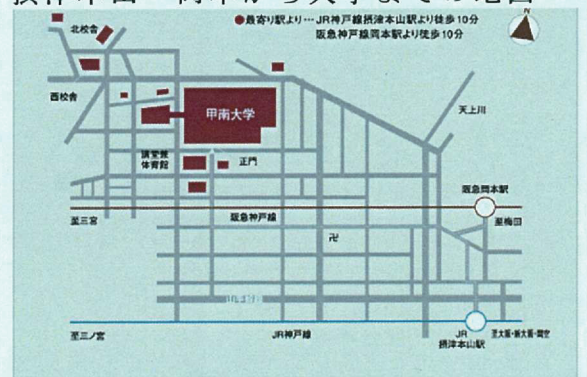 摂津本山・岡本から大学までの地図
●最寄り駅より…JR神戸線摂津本山駅より徒歩10分
阪急神戸線岡本駅より徒歩10分
N
北校舎
西校舎
甲南大学
天上川
講堂兼
体育館
正門
阪急岡本駅
至三宮
阪急神戸線
至梅田
卍
至三ノ宮
JR神戸線
JR
摂津本山駅
至大阪・新大阪・関空